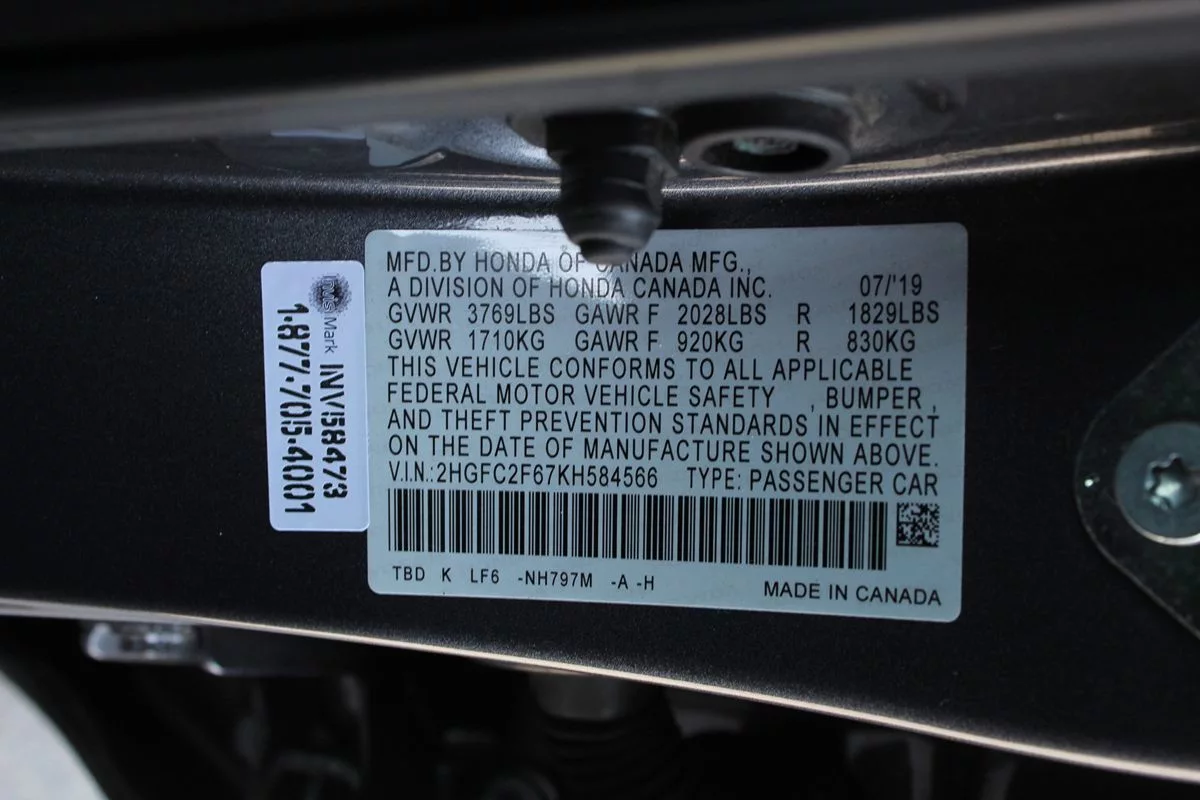 MFD.BY HONDA OF CANADA MFG.,
A DIVISION OF HONDA CANADA INC. 07/'19
GVWR 3769LBS GAWR F 2028LBS R 1829LBS
GVWR 1710KG GAWR F 920KG R 830KG
THIS VEHICLE CONFORMS TO ALL APPLICABLE
FEDERAL MOTOR VEHICLE SAFETY , BUMPER ,
AND THEFT PREVENTION STANDARDS IN EFFECT
ON THE DATE OF MANUFACTURE SHOWN ABOVE.
V.I.N.:2HGFC2F67KH584566 TYPE: PASSENGER CAR
TBD K LF6 -NH797M -A -H MADE IN CANADA
Mark INV58473
1·877·705·4001